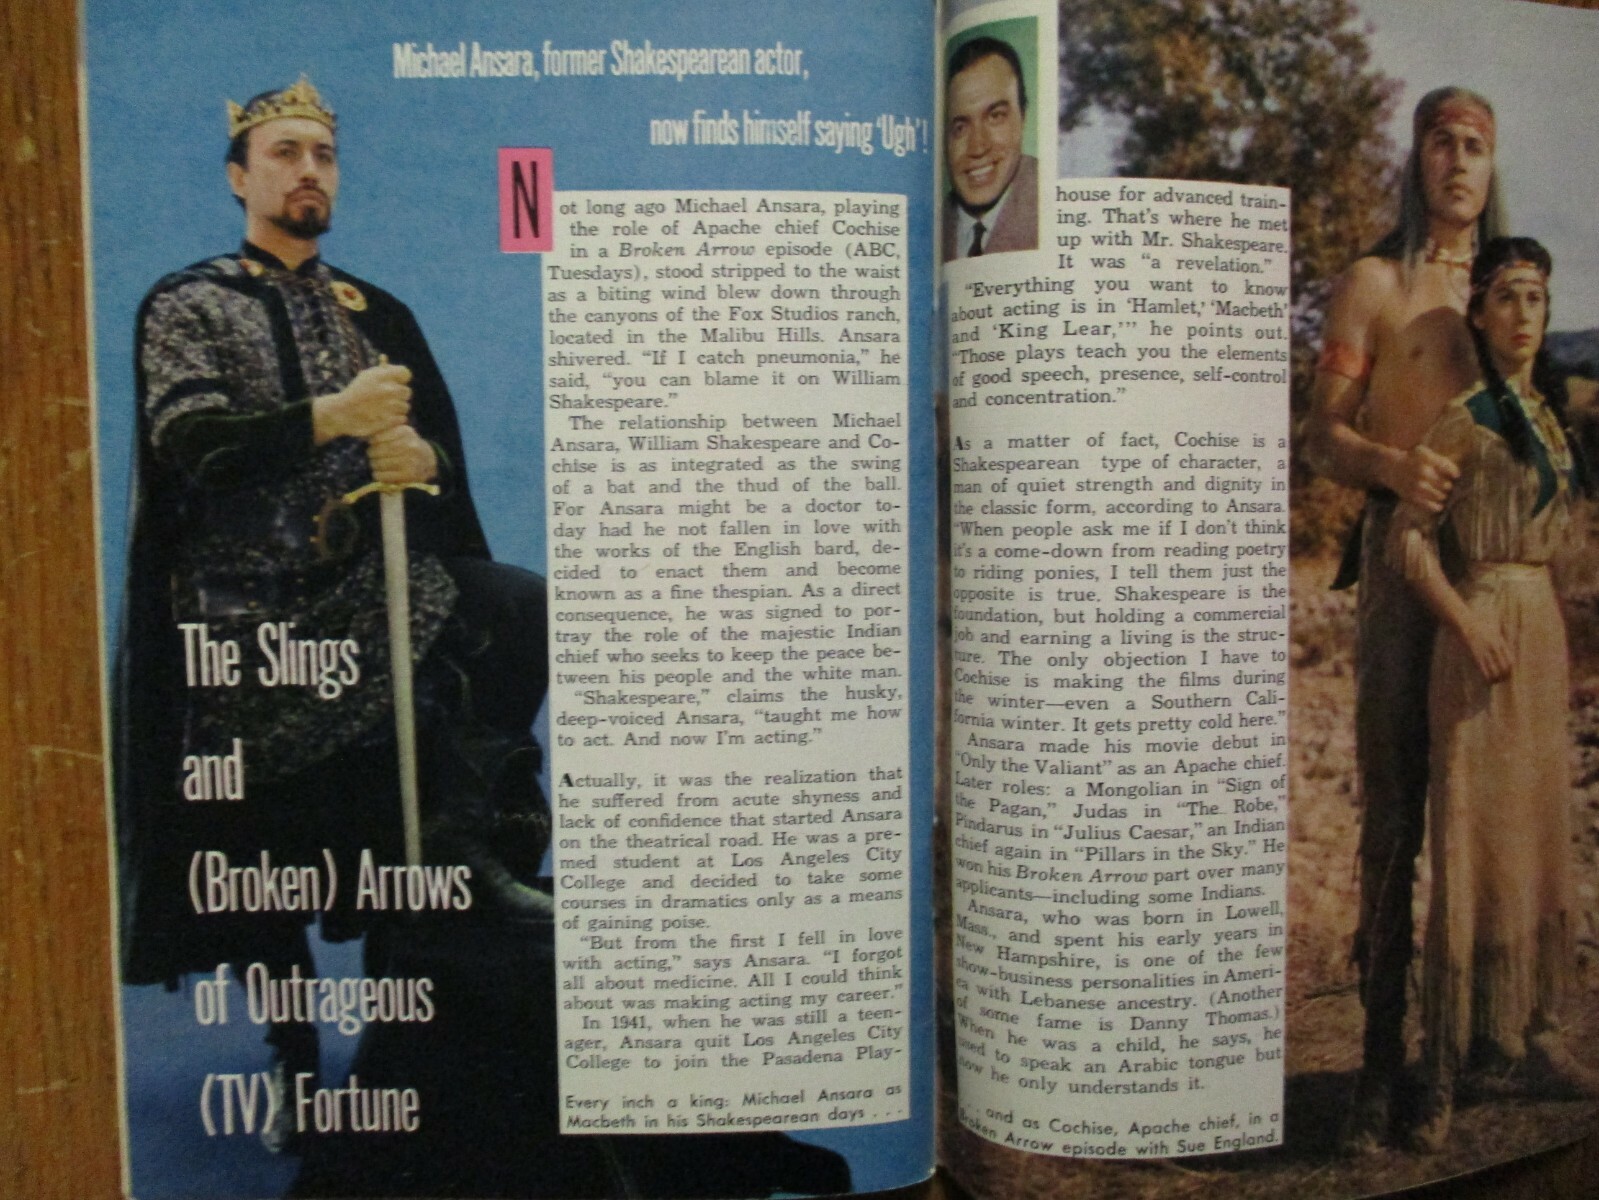 Michael Ansara, former Shakespearean actor,
now finds himself saying 'Ugh'!
The Slings
and
(Broken) Arrows
of Outrageous
(TV) Fortune
Not long ago Michael Ansara, playing
the role of Apache chief Cochise
in a Broken Arrow episode (ABC,
Tuesdays), stood stripped to the waist
as a biting wind blew down through
the canyons of the Fox Studios ranch,
located in the Malibu Hills. Ansara
shivered. “If I catch pneumonia,” he
said, “you can blame it on William
Shakespeare.”
The relationship between Michael
Ansara, William Shakespeare and Co-
chise is as integrated as the swing
of a bat and the thud of the ball.
For Ansara might be a doctor to-
day had he not fallen in love with
the works of the English bard, de-
cided to enact them and become
known as a fine thespian. As a direct
consequence, he was signed to por-
tray the role of the majestic Indian
chief who seeks to keep the peace be-
tween his people and the white man.
“Shakespeare,” claims the husky,
deep-voiced Ansara, “taught me how
to act. And now I'm acting.”
Actually, it was the realization that
he suffered from acute shyness and
lack of confidence that started Ansara
on the theatrical road. He was a pre-
med student at Los Angeles City
College and decided to take some
courses in dramatics only as a means
of gaining poise.
“But from the first I fell in love
with acting,” says Ansara. “I forgot
all about medicine. All I could think
about was making acting my career.”
In 1941, when he was still a teen-
ager, Ansara quit Los Angeles City
College to join the Pasadena Play-
Every inch a king: Michael Ansara as
Macbeth in his Shakespearean days . . .
house for advanced train-
ing. That's where he met
up with Mr. Shakespeare.
It was “a revelation.”
“Everything you want to know
about acting is in 'Hamlet,' 'Macbeth'
and 'King Lear,'” he points out.
“Those plays teach you the elements
of good speech, presence, self-control
and concentration.”
As a matter of fact, Cochise is a
Shakespearean type of character, a
man of quiet strength and dignity in
the classic form, according to Ansara.
“When people ask me if I don't think
it's a come-down from reading poetry
to riding ponies, I tell them just the
opposite is true. Shakespeare is the
foundation, but holding a commercial
job and earning a living is the struc-
ture. The only objection I have to
Cochise is making the films during
the winter—even a Southern Cali-
fornia winter. It gets pretty cold here.”
Ansara made his movie debut in
“Only the Valiant” as an Apache chief.
Later roles: a Mongolian in “Sign of
the Pagan,” Judas in “The Robe,”
Pindarus in “Julius Caesar,” an Indian
chief again in “Pillars in the Sky.” He
won his Broken Arrow part over many
applicants—including some Indians.
Ansara, who was born in Lowell,
Mass., and spent his early years in
New Hampshire, is one of the few
show-business personalities in Ameri-
ca with Lebanese ancestry. (Another
of some fame is Danny Thomas.)
When he was a child, he says, he
used to speak an Arabic tongue but
now he only understands it.
. . . and as Cochise, Apache chief, in a
Broken Arrow episode with Sue England.